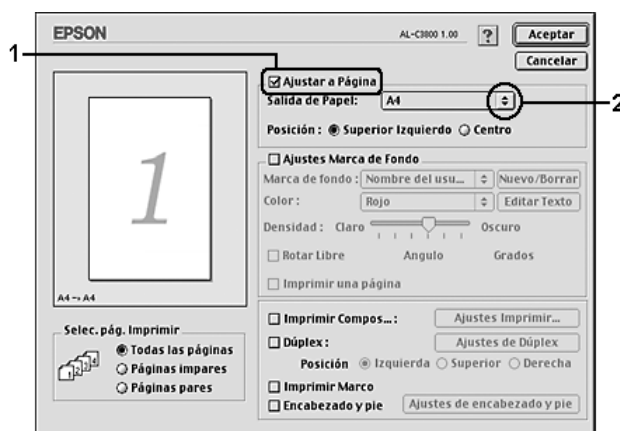 EPSON
AL-C3800 1.00 ? Aceptar
Cancelar
1
Ajustar a Página
Salida de Papel: A4
2
Posición : Superior Izquierdo Centro
1
A4 -> A4
Ajustes Marca de Fondo
Marca de fondo : Nombre del usu... Nuevo/Borrar
Color : Rojo Editar Texto
Densidad : Claro Oscuro
Rotar Libre Angulo Grados
Imprimir una página
Selec.pág. Imprimir
1 2 3 4
Todas las páginas
Páginas impares
Páginas pares
Imprimir Compos...: Ajustes Imprimir...
Dúplex : Ajustes de Dúplex
Posición Izquierda Superior Derecha
Imprimir Marco
Encabezado y pie Ajustes de encabezado y pie